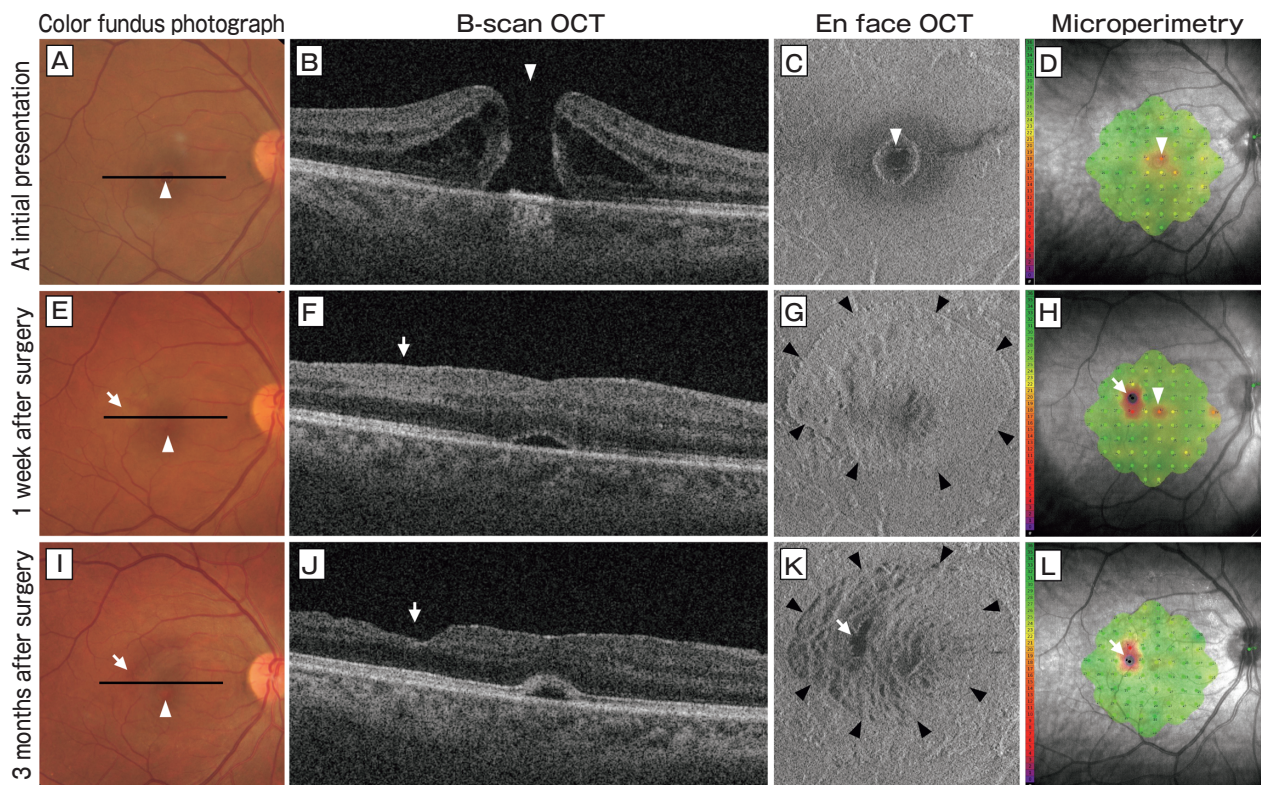 Color fundus photograph
B-scan OCT
En face OCT
Microperimetry
At intial presentation
A
B
C
D
1 week after surgery
E
F
G
H
3 months after surgery
I
J
K
L